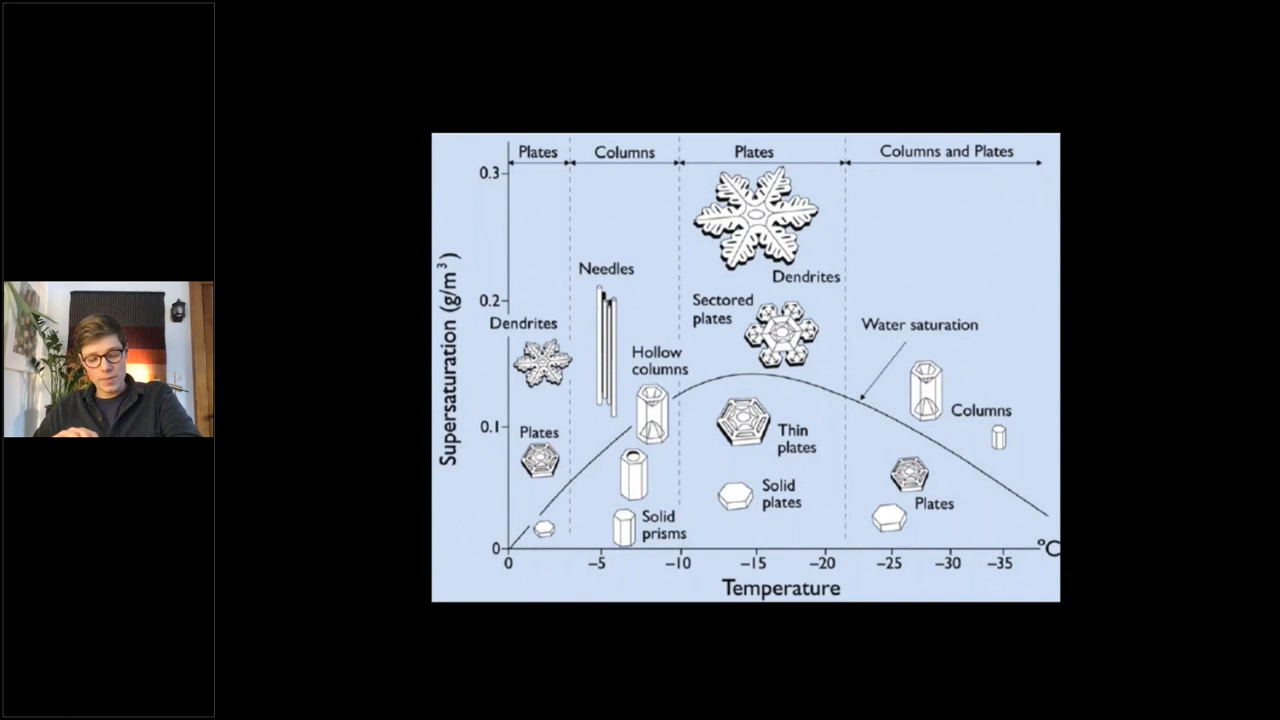 Plates
Columns
Plates
Columns and Plates
0.3
Needles
Dendrites
Supersaturation (g/m³)
0.2
Sectored
plates
Dendrites
Water saturation
Hollow
columns
0.1
Columns
Plates
Thin
plates
Solid
plates
Plates
Solid
prisms
0
°C
0
–5
–10
–15
–20
–25
–30
–35
Temperature